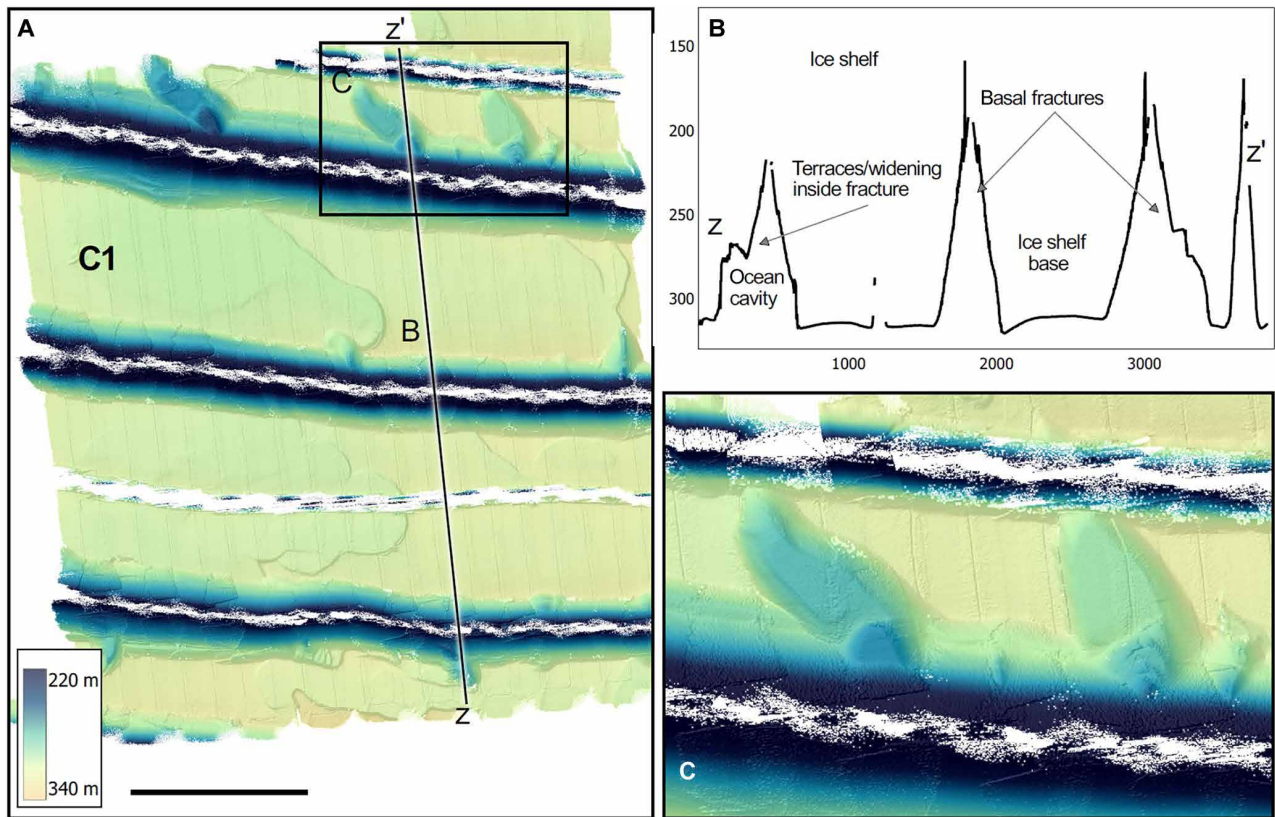 A
z'
C
C1
B
z
220 m
340 m
B
150
200
250
300
Ice shelf
Basal fractures
Terraces/widening
inside fracture
z
z'
Ice shelf
base
Ocean
cavity
1000
2000
3000
C